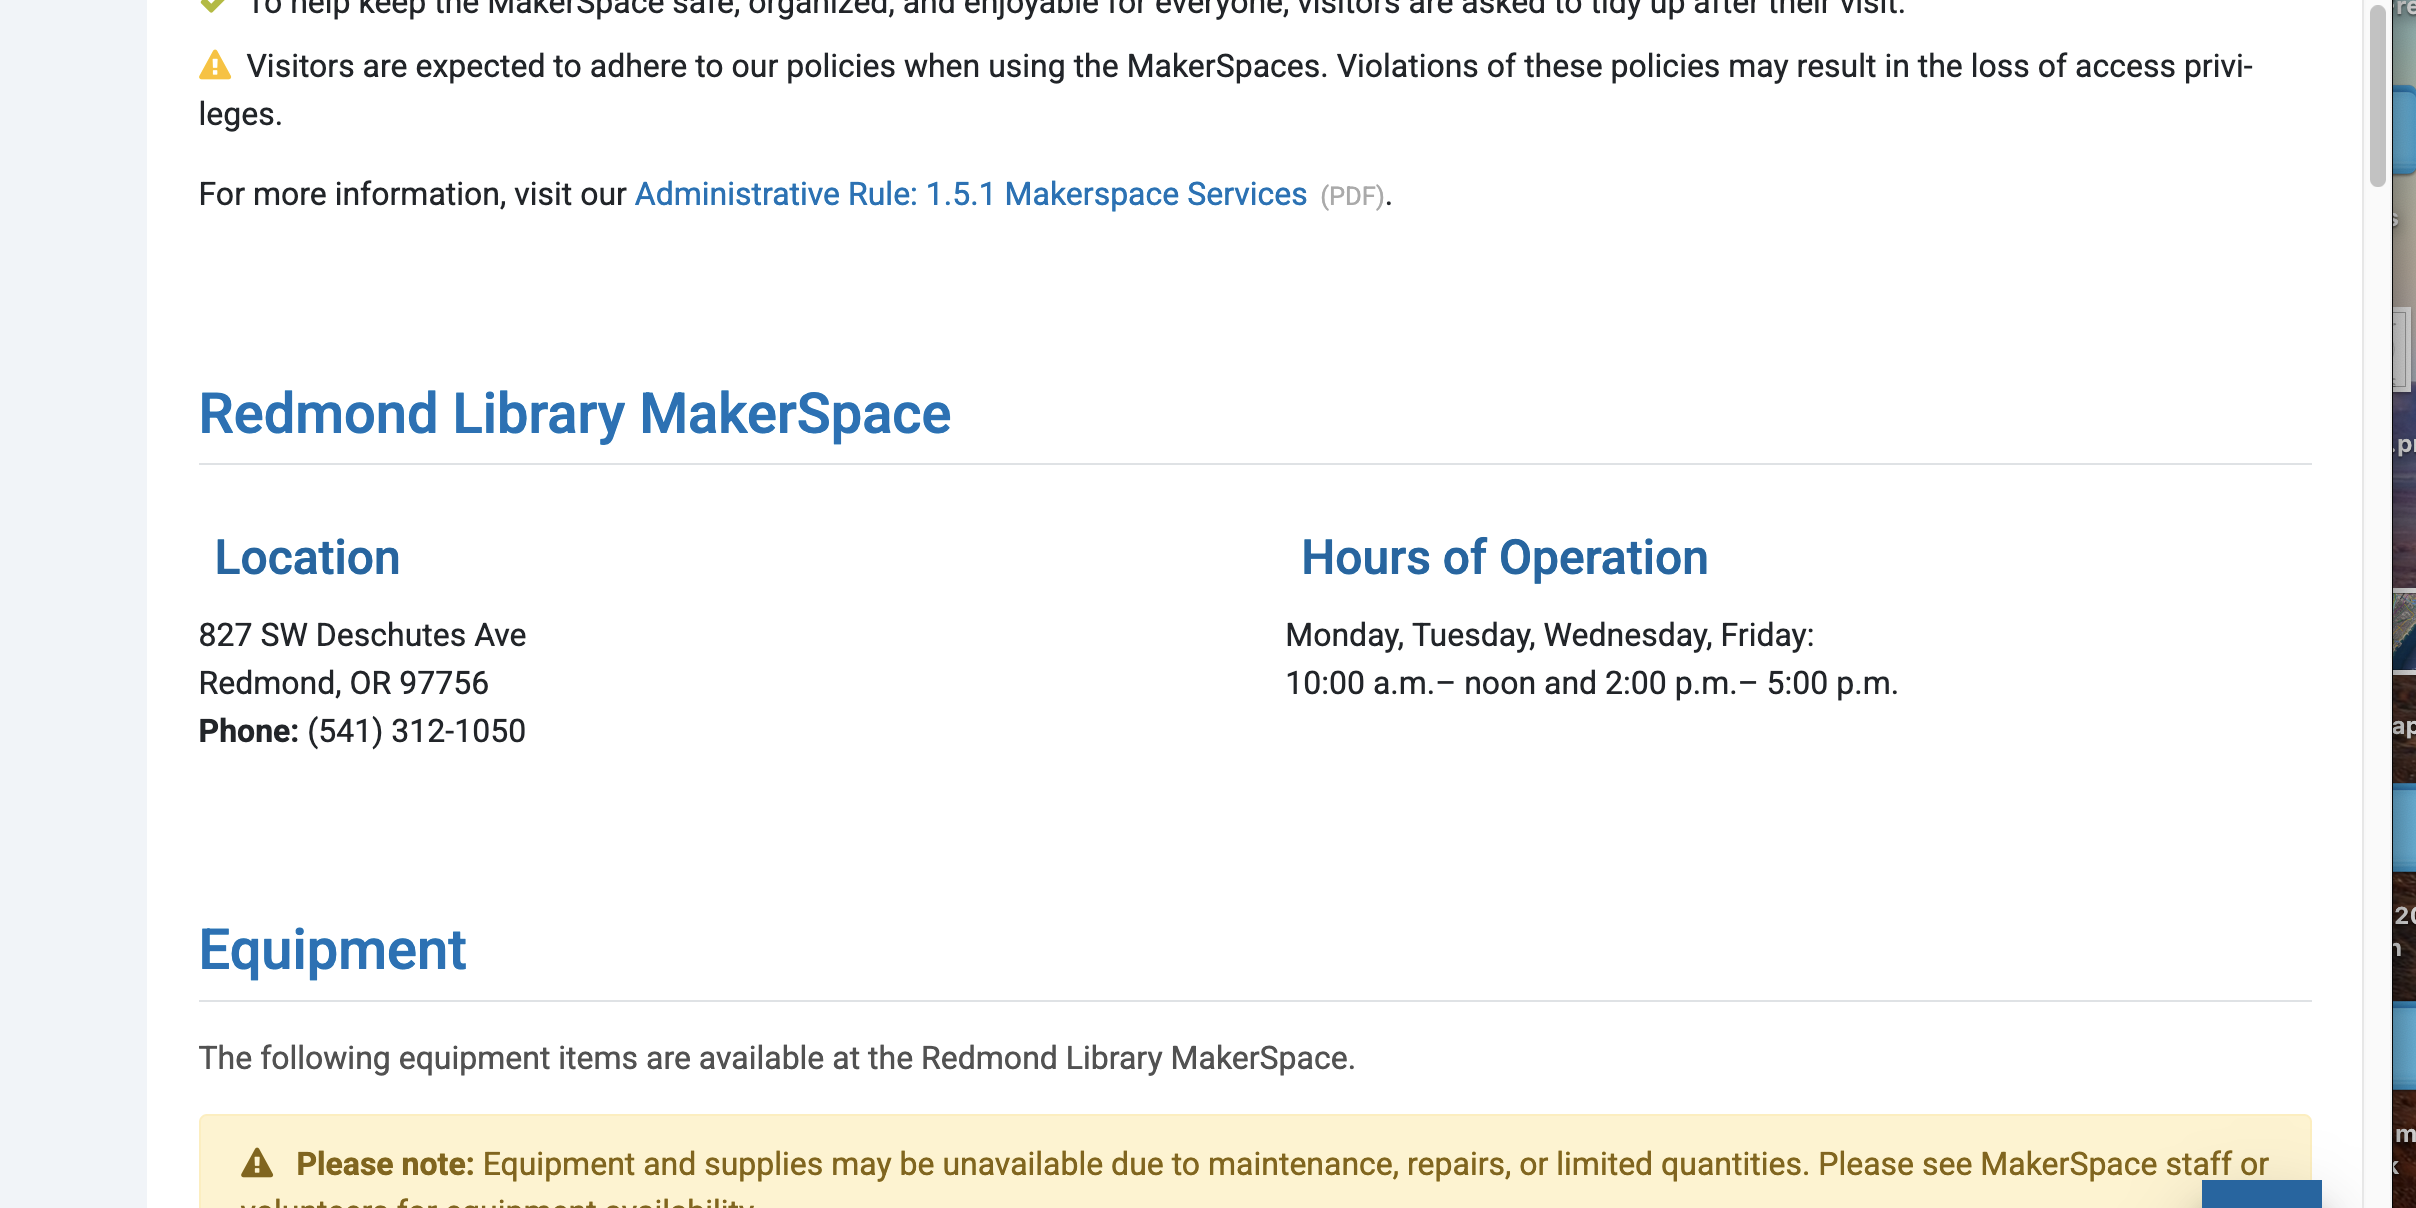 To help keep the MakerSpace safe, organized, and enjoyable for everyone, visitors are asked to tidy up after their visit.
Visitors are expected to adhere to our policies when using the MakerSpaces. Violations of these policies may result in the loss of access privi-
leges.
For more information, visit our Administrative Rule: 1.5.1 Makerspace Services (PDF).
Redmond Library MakerSpace
Location
827 SW Deschutes Ave
Redmond, OR 97756
Phone: (541) 312-1050
Hours of Operation
Monday, Tuesday, Wednesday, Friday:
10:00 a.m.– noon and 2:00 p.m.– 5:00 p.m.
Equipment
The following equipment items are available at the Redmond Library MakerSpace.
Please note: Equipment and supplies may be unavailable due to maintenance, repairs, or limited quantities. Please see MakerSpace staff or
volunteers for equipment availability.